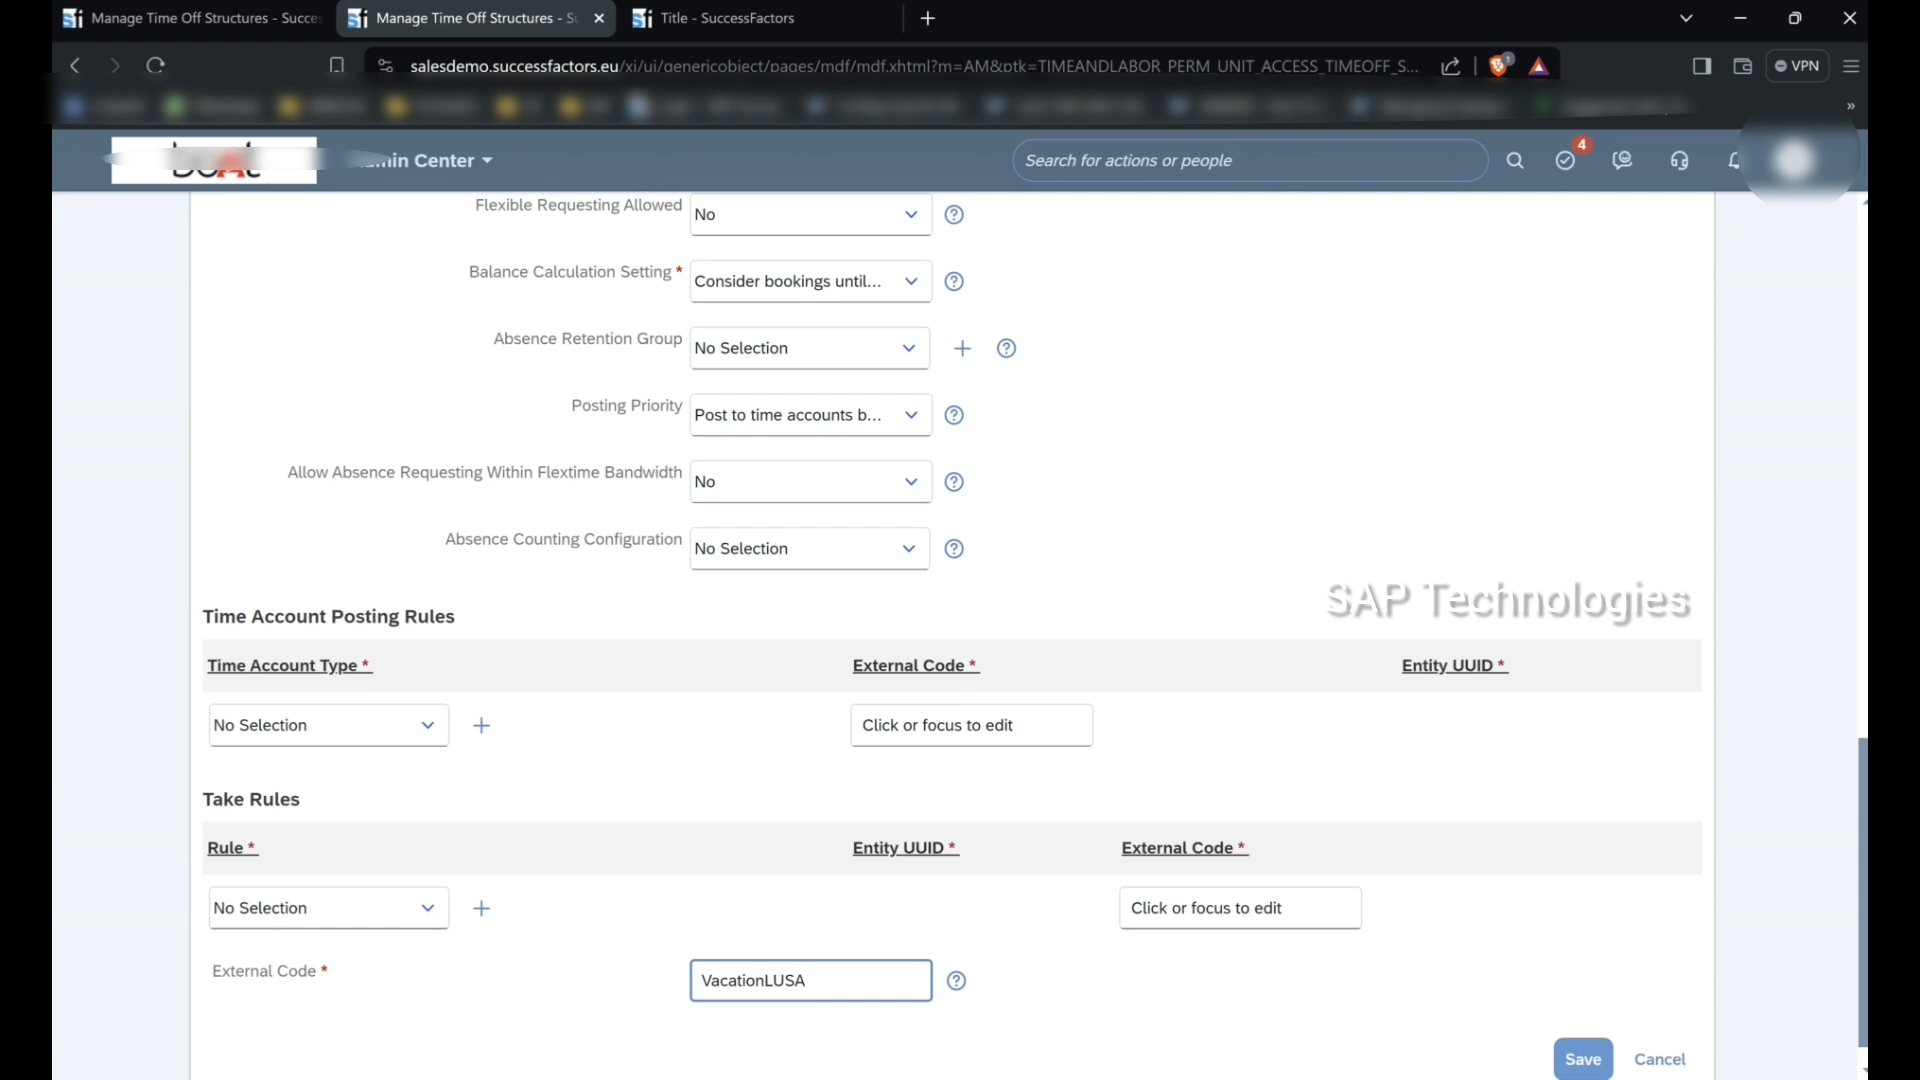 Manage Time Off Structures - Succes
Manage Time Off Structures - Su
Title - SuccessFactors
salesdemo.successfactors.eu/xi/ui/genericobject/pages/mdf/mdf.xhtml?m=AM&ptk=TIMEANDLABOR_PERM_UNIT_ACCESS_TIMEOFF_S...
1
VPN
Center
Search for actions or people
4
Flexible Requesting Allowed
No
Balance Calculation Setting *
Consider bookings until...
Absence Retention Group
No Selection
Posting Priority
Post to time accounts b...
Allow Absence Requesting Within Flextime Bandwidth
No
Absence Counting Configuration
No Selection
SAP Technologies
Time Account Posting Rules
Time Account Type *
External Code *
Entity UUID *
No Selection
Click or focus to edit
Take Rules
Rule *
Entity UUID *
External Code *
No Selection
Click or focus to edit
External Code *
VacationLUSA
Save
Cancel